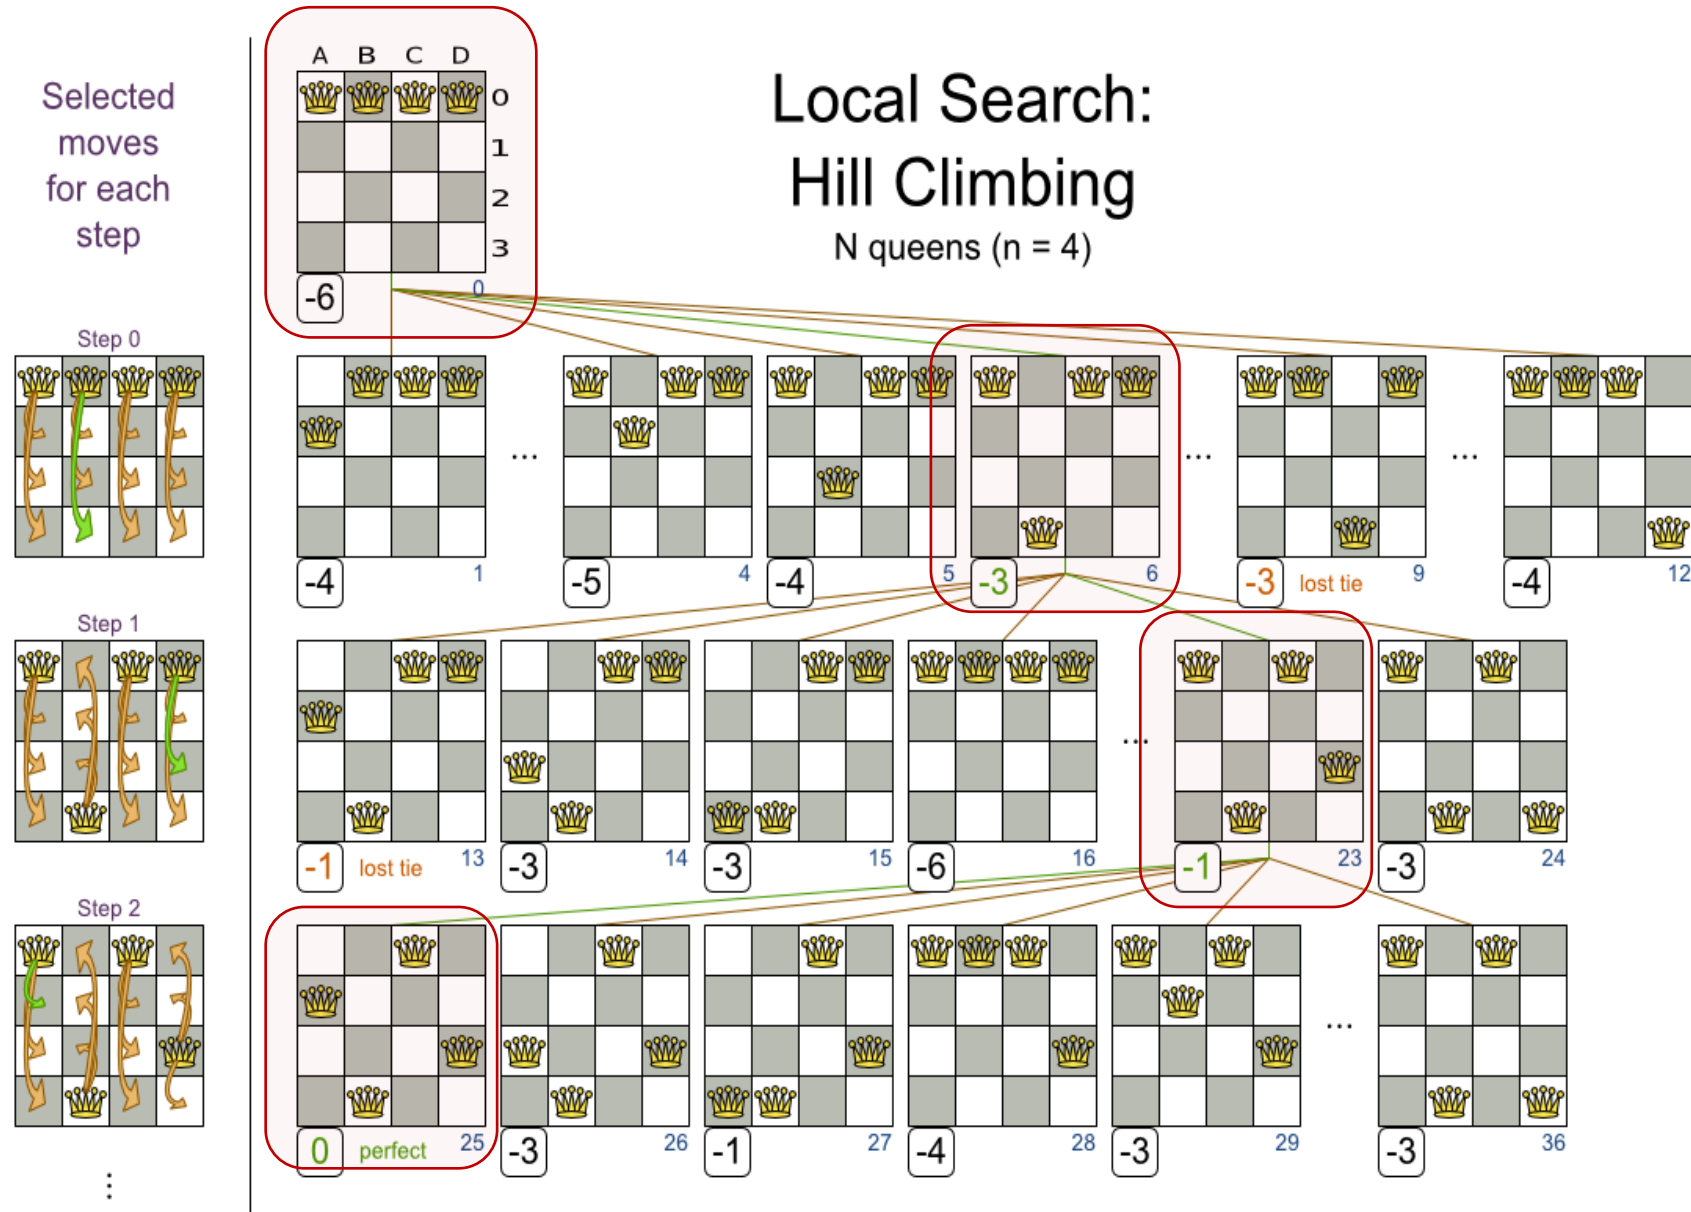 Local Search:
Hill Climbing
N queens (n = 4)
Selected
moves
for each
step
A B C D
0
1
2
3
-6 0
Step 0
...
...
...
-4 1
-5 4
-4 5
-3 6
-3 lost tie 9
-4 12
Step 1
...
-1 lost tie 13
-3 14
-3 15
-6 16
-1 23
-3 24
Step 2
...
0 perfect 25
-3 26
-1 27
-4 28
-3 29
-3 36
⋮